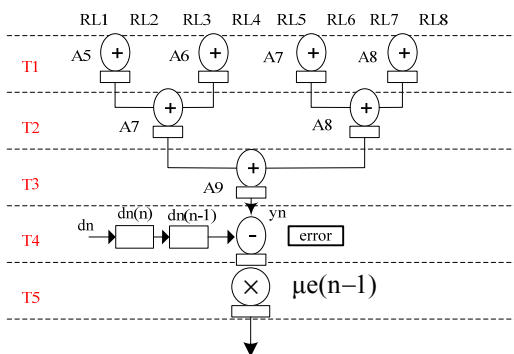 RL1 RL2 RL3 RL4 RL5 RL6 RL7 RL8
T1 A5 + A6 + A7 + A8 +
T2 A7 + A8 +
T3 A9 +
dn dn(n) dn(n-1) yn
T4 - error
T5 × μe(n−1)